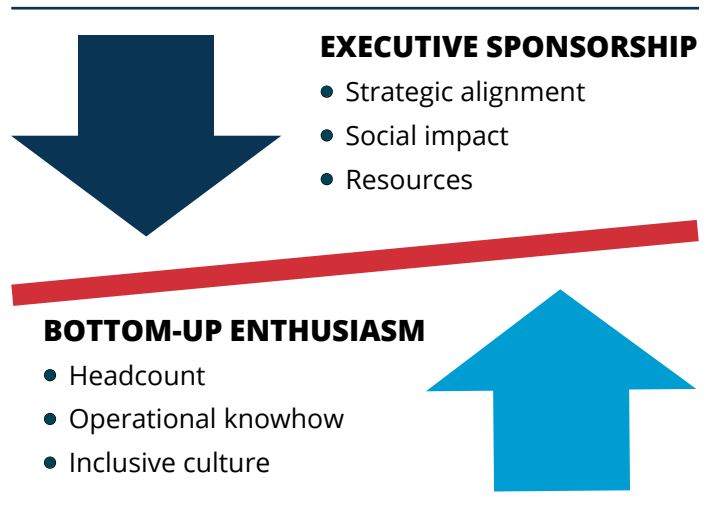 EXECUTIVE SPONSORSHIP
• Strategic alignment
• Social impact
• Resources
BOTTOM-UP ENTHUSIASM
• Headcount
• Operational knowhow
• Inclusive culture